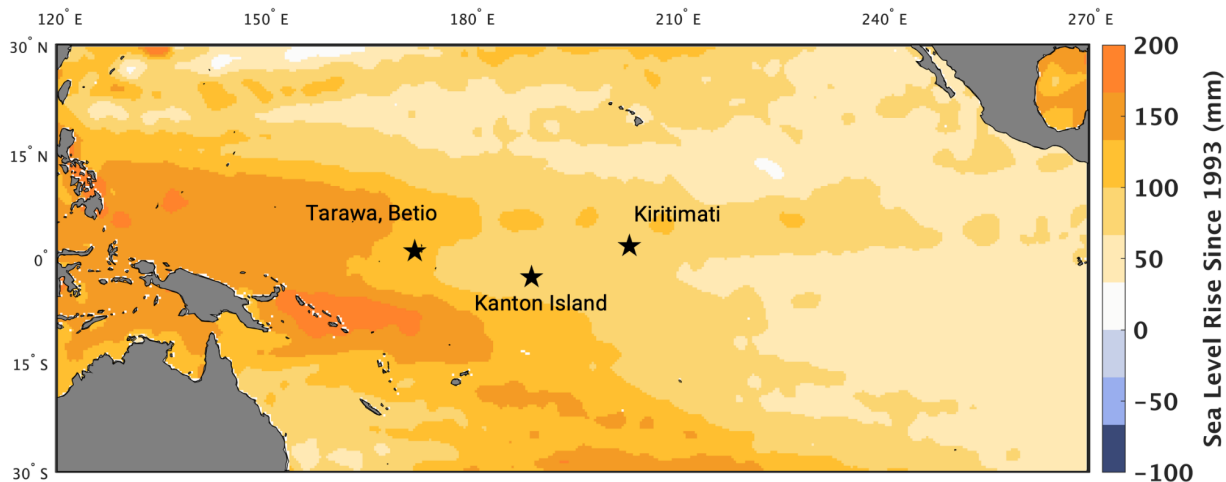 120°E 150°E 180°E 210°E 240°E 270°E
30°N
15°N
0°
15°S
30°S
Tarawa, Betio
Kiritimati
Kanton Island
200
150
100
50
0
−50
−100
Sea Level Rise Since 1993 (mm)